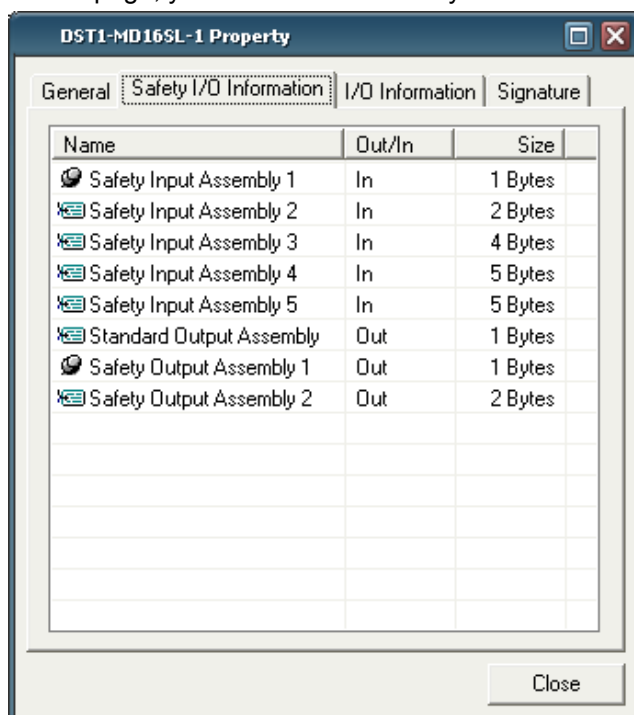 DST1-MD16SL-1 Property
General Safety I/O Information I/O Information Signature
Name Out/In Size
Safety Input Assembly 1 In 1 Bytes
Safety Input Assembly 2 In 2 Bytes
Safety Input Assembly 3 In 4 Bytes
Safety Input Assembly 4 In 5 Bytes
Safety Input Assembly 5 In 5 Bytes
Standard Output Assembly Out 1 Bytes
Safety Output Assembly 1 Out 1 Bytes
Safety Output Assembly 2 Out 2 Bytes
Close